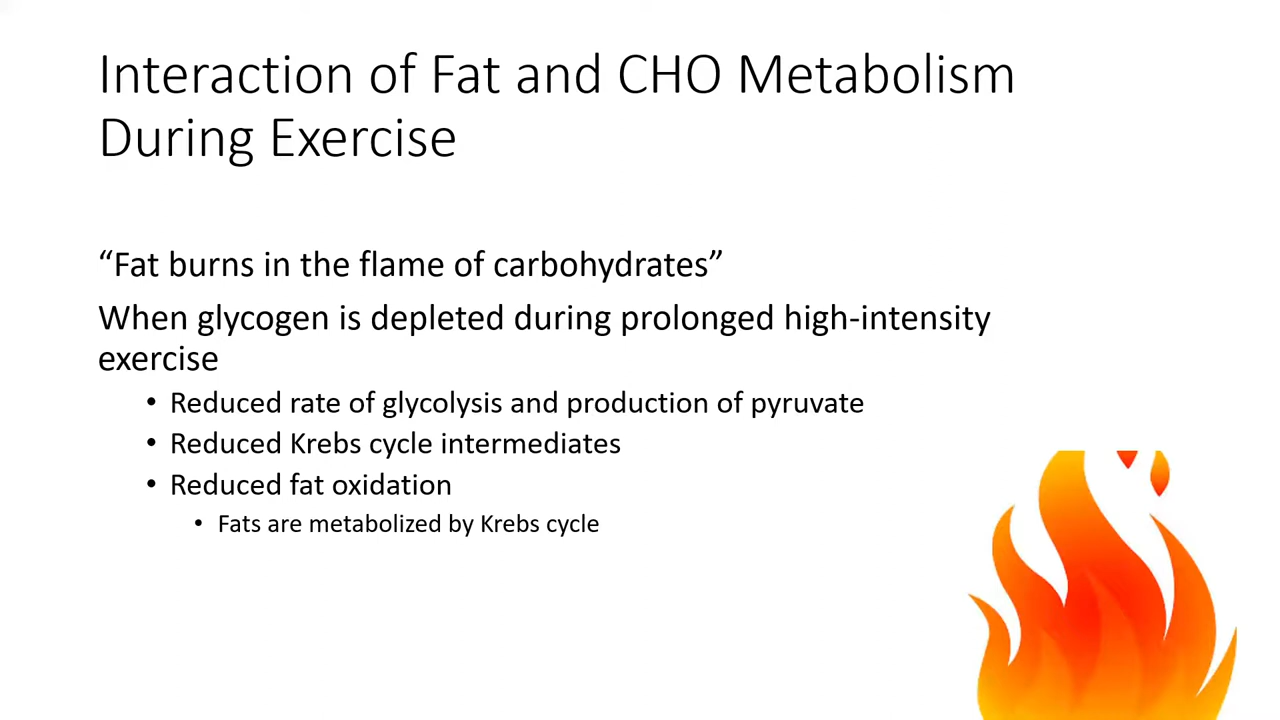 Interaction of Fat and CHO Metabolism
During Exercise
“Fat burns in the flame of carbohydrates”
When glycogen is depleted during prolonged high-intensity
exercise
• Reduced rate of glycolysis and production of pyruvate
• Reduced Krebs cycle intermediates
• Reduced fat oxidation
• Fats are metabolized by Krebs cycle